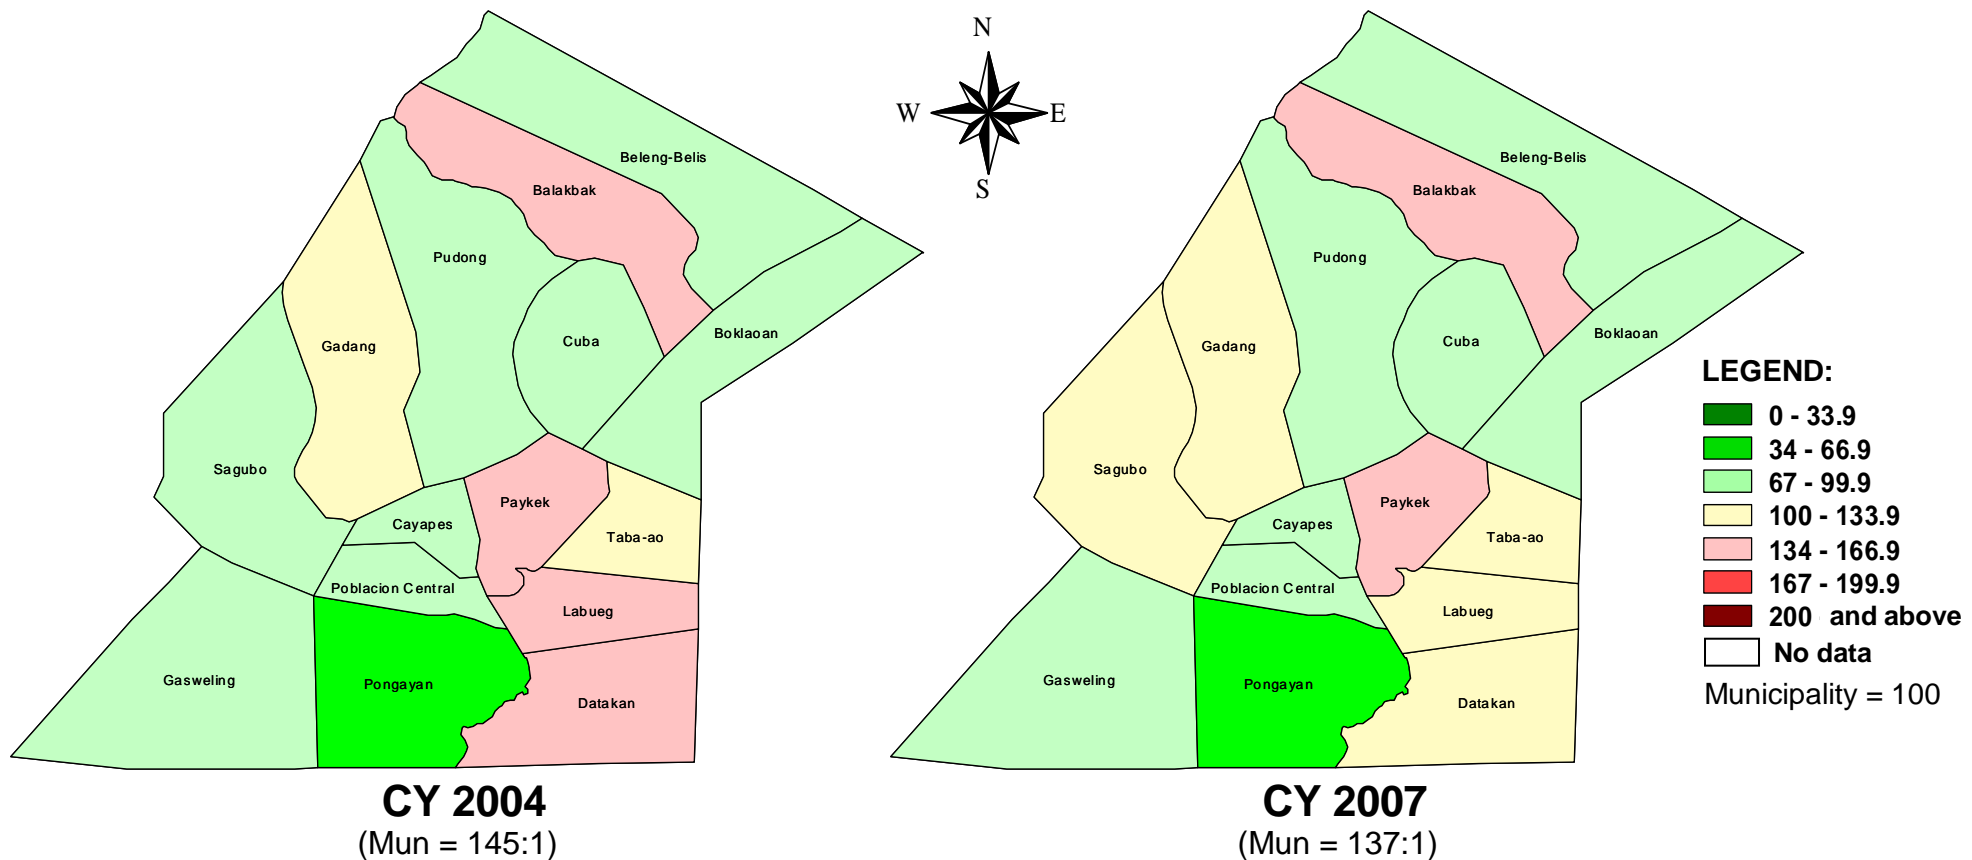 N
W E
S
Beleng-Belis
Balakbak
Pudong
Boklaoan
Cuba
Gadang
Sagubo
Paykek
Cayapes
Taba-ao
Poblacion Central
Labueg
Gasweling
Pongayan
Datakan
CY 2004
(Mun = 145:1)
Beleng-Belis
Balakbak
Pudong
Boklaoan
Cuba
Gadang
Sagubo
Paykek
Cayapes
Taba-ao
Poblacion Central
Labueg
Gasweling
Pongayan
Datakan
CY 2007
(Mun = 137:1)
LEGEND:
0 - 33.9
34 - 66.9
67 - 99.9
100 - 133.9
134 - 166.9
167 - 199.9
200 and above
No data
Municipality = 100